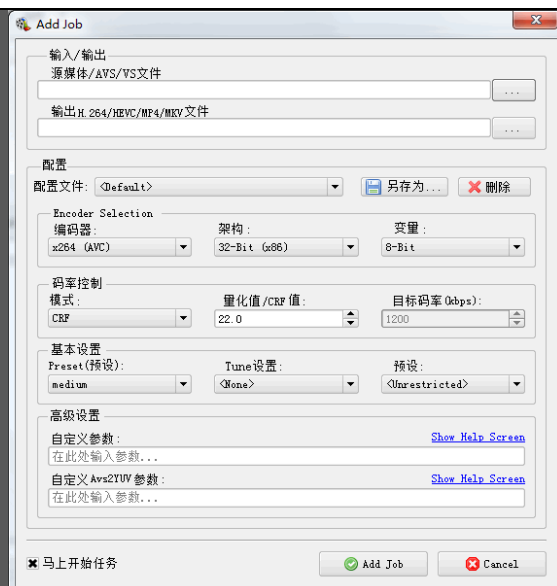 Add Job
输入/输出
源媒体/AVS/VS文件
...
输出H.264/HEVC/MP4/MKV文件
...
配置
配置文件: <Default> 另存为... 删除
Encoder Selection
编码器: 架构: 变量:
x264 (AVC) 32-Bit (x86) 8-Bit
码率控制
模式: 量化值/CRF值: 目标码率(kbps):
CRF 22.0 1200
基本设置
Preset(预设): Tune设置: 预设:
medium <None> <Unrestricted>
高级设置
自定义参数: Show Help Screen
在此处输入参数...
自定义Avs2YUV参数: Show Help Screen
在此处输入参数...
马上开始任务 Add Job Cancel